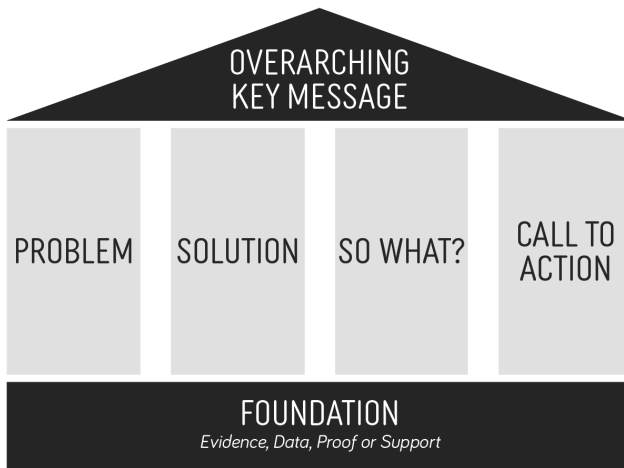 OVERARCHING
KEY MESSAGE
PROBLEM
SOLUTION
SO WHAT?
CALL TO
ACTION
FOUNDATION
Evidence, Data, Proof or Support